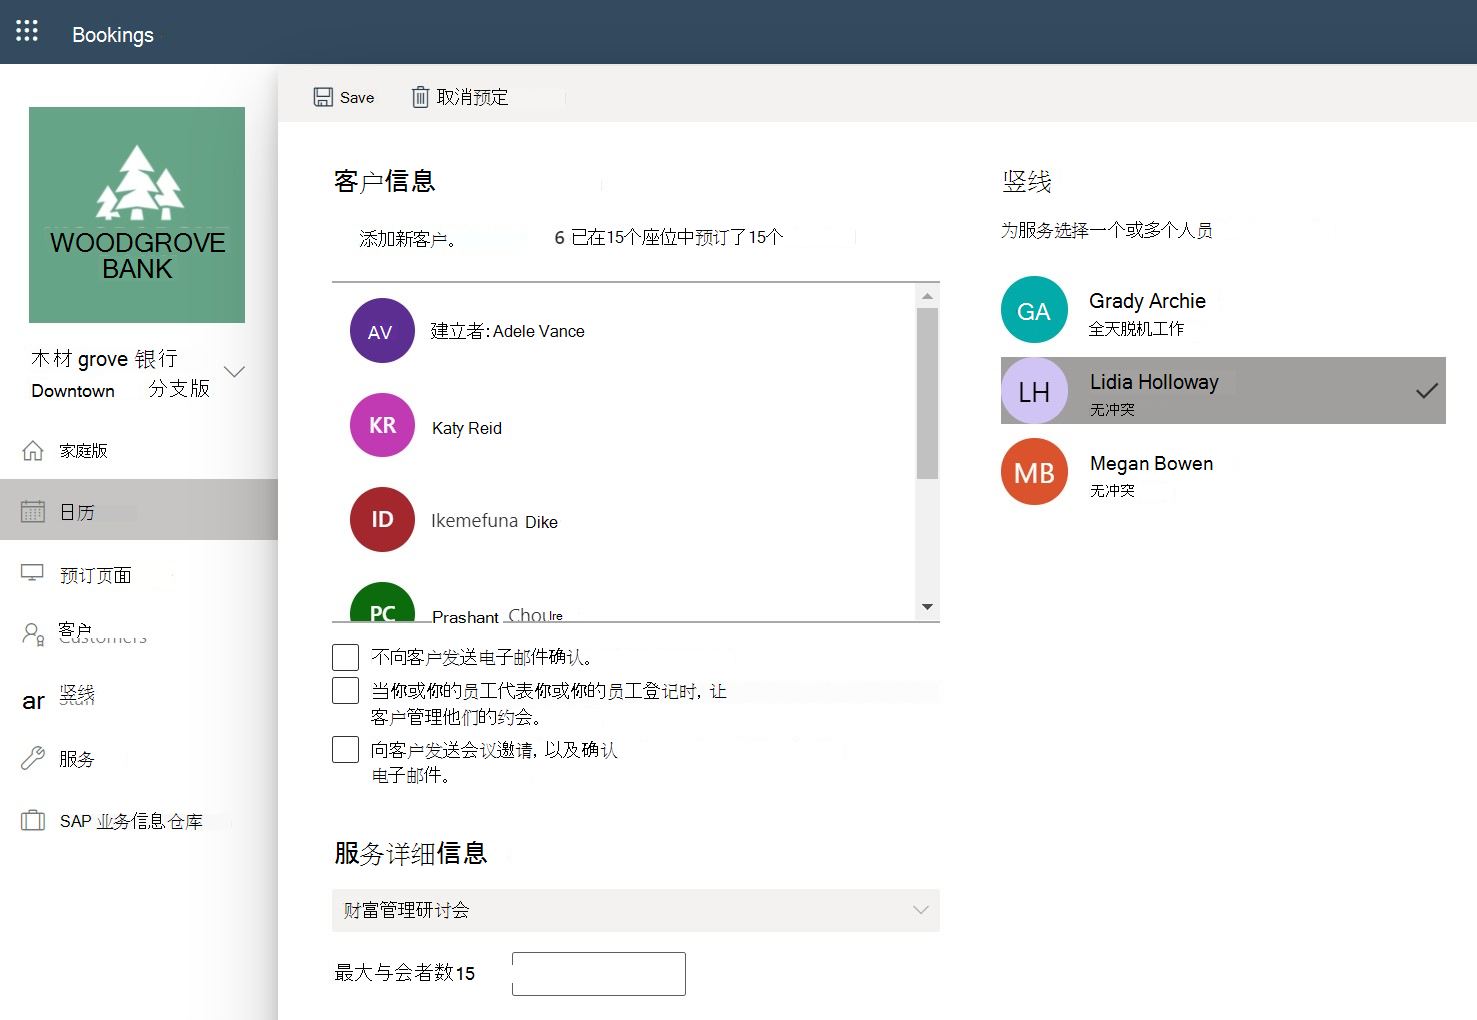 Bookings
Save
取消预定
WOODGROVE
BANK
木材 grove 银行
Downtown 分支版
家庭版
日历
预订页面
客户
ar 竖线
服务
SAP 业务信息仓库
客户信息
添加新客户。
6 已在15个座位中预订了15个
AV
建立者: Adele Vance
KR
Katy Reid
ID
Ikemefuna Dike
PC
Prashant
不向客户发送电子邮件确认。
当你或你的员工代表你或你的员工登记时, 让
客户管理他们的约会。
向客户发送会议邀请, 以及确认
电子邮件。
服务详细信息
财富管理研讨会
最大与会者数15
竖线
为服务选择一个或多个人员
GA
Grady Archie
全天脱机工作
LH
Lidia Holloway
无冲突
MB
Megan Bowen
无冲突